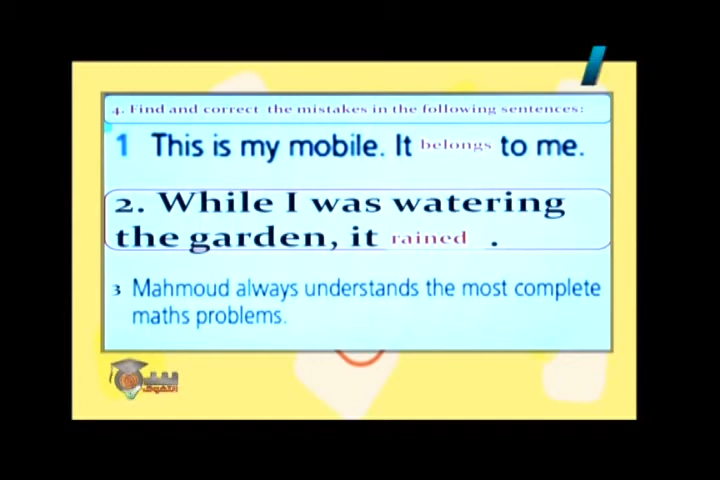 4. Find and correct the mistakes in the following sentences:
1 This is my mobile. It belongs to me.
2. While I was watering
the garden, it rained .
3 Mahmoud always understands the most complete
maths problems.